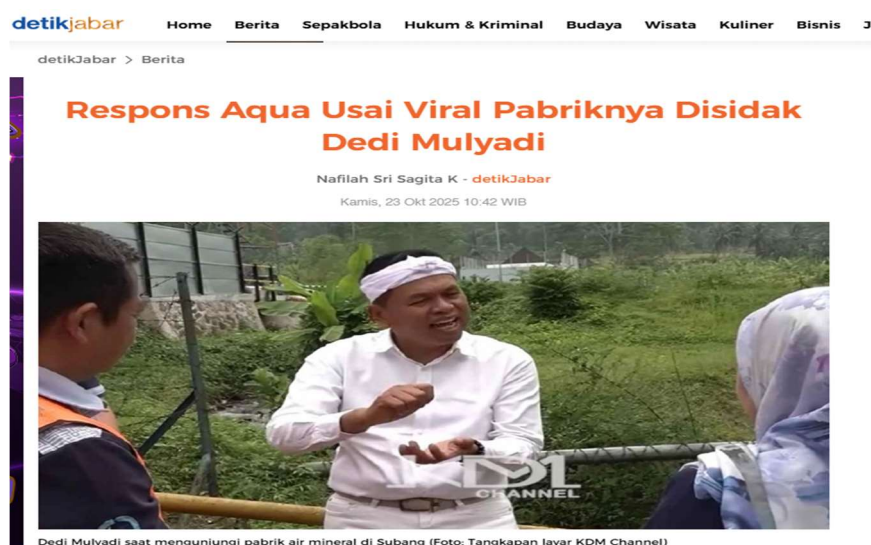 detikjabar Home Berita Sepakbola Hukum & Kriminal Budaya Wisata Kuliner Bisnis
detikJabar > Berita
Respons Aqua Usai Viral Pabriknya Disidak
Dedi Mulyadi
Nafilah Sri Sagita K - detikJabar
Kamis, 23 Okt 2025 10:42 WIB
KDM
CHANNEL
Dedi Mulyadi saat mengunjungi pabrik air mineral di Subang (Foto: Tangkapan layar KDM Channel)